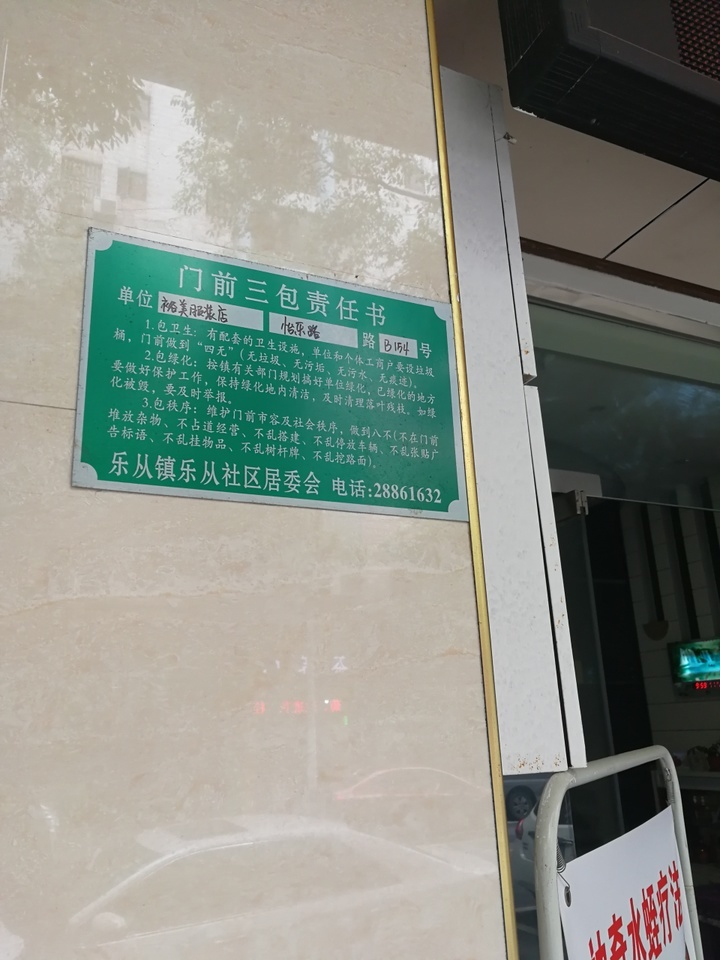 门前三包责任书
单位 裕美服装店 怡乐路 路 B154 号
1.包卫生：有配套的卫生设施，单位和个体工商户要设垃圾
桶，门前做到“四无”（无垃圾、无污垢、无污水、无痰迹）。
2.包绿化：按镇有关部门规划搞好单位绿化，已绿化的地方
要做好保护工作，保持绿化地内清洁，及时清理落叶残枝。如绿
化被毁，要及时举报。
3.包秩序：维护门前市容及社会秩序，做到八不（不在门前
堆放杂物、不占道经营、不乱搭建、不乱停放车辆、不乱张贴广
告标语、不乱挂物品、不乱树杆牌、不乱挖路面）。
乐从镇乐从社区居委会 电话:28861632
神奇水蛭疗法